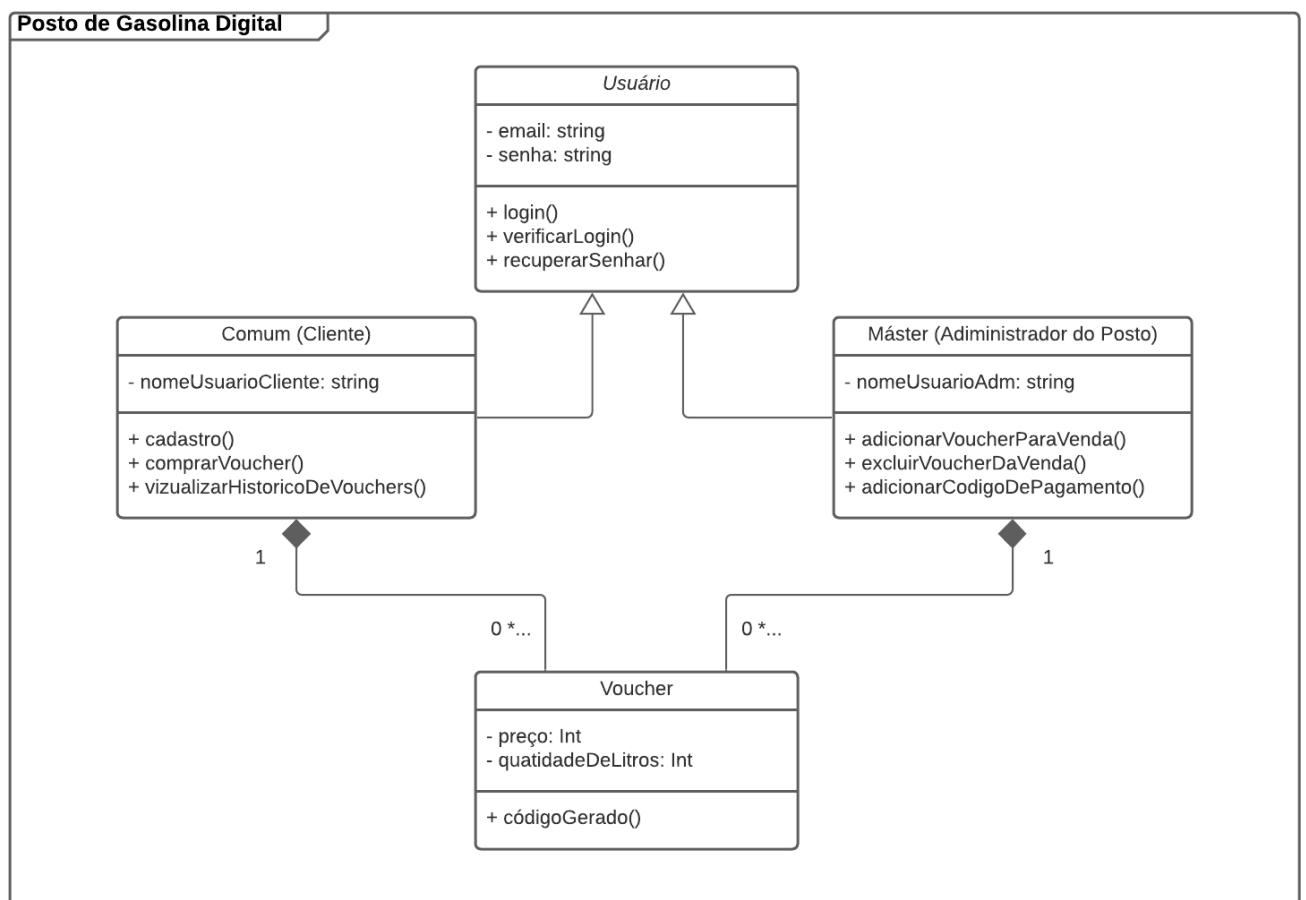 Posto de Gasolina Digital
Usuário
- email: string
- senha: string
+ login()
+ verificarLogin()
+ recuperarSenhar()
Comum (Cliente)
- nomeUsuarioCliente: string
+ cadastro()
+ comprarVoucher()
+ vizualizarHistoricoDeVouchers()
Máster (Adiministrador do Posto)
- nomeUsuarioAdm: string
+ adicionarVoucherParaVenda()
+ excluirVoucherDaVenda()
+ adicionarCodigoDePagamento()
1
1
0 *...
0 *...
Voucher
- preço: Int
- quatidadeDeLitros: Int
+ códigoGerado()